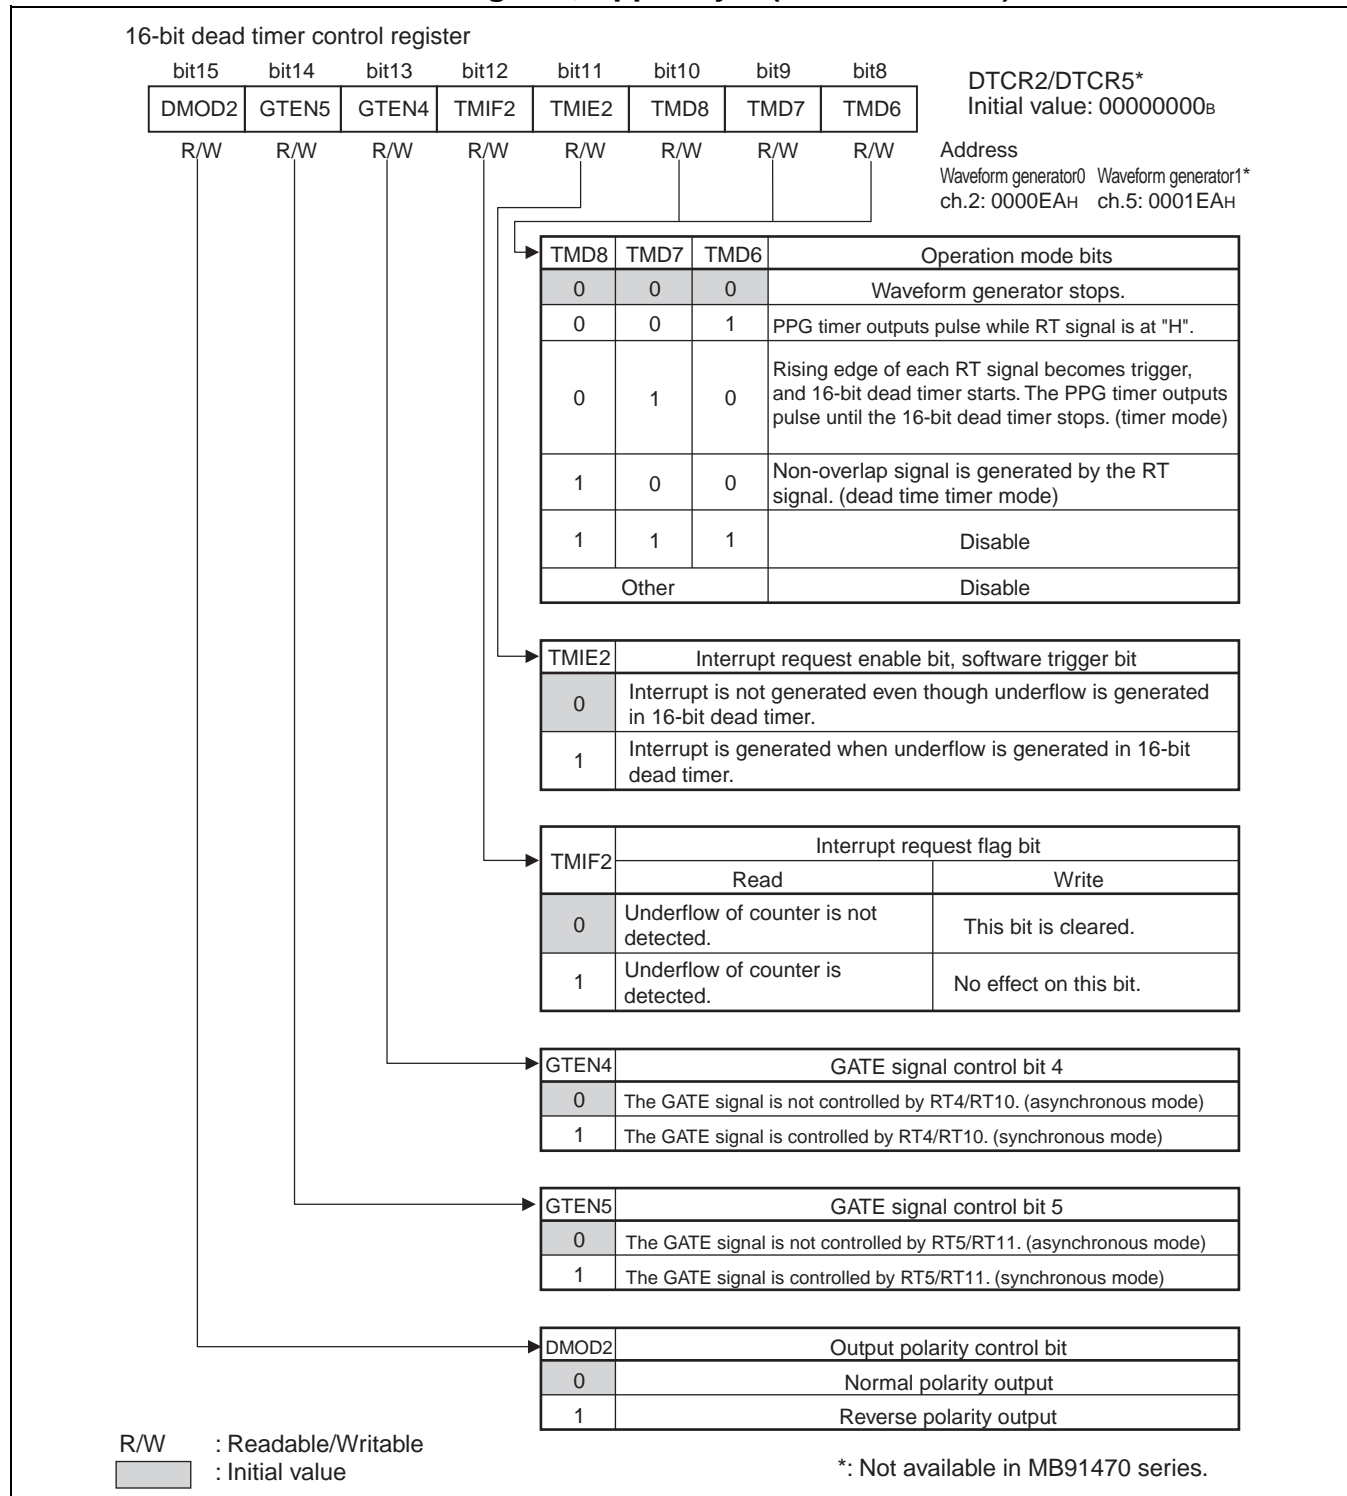 16-bit dead timer control register
bit15 bit14 bit13 bit12 bit11 bit10 bit9 bit8
DMOD2 GTEN5 GTEN4 TMIF2 TMIE2 TMD8 TMD7 TMD6
R/W R/W R/W R/W R/W R/W R/W R/W
DTCR2/DTCR5*
Initial value: 00000000B
Address
Waveform generator0 Waveform generator1*
ch.2: 0000EAH ch.5: 0001EAH
TMD8 TMD7 TMD6 Operation mode bits
0 0 0 Waveform generator stops.
0 0 1 PPG timer outputs pulse while RT signal is at "H".
0 1 0 Rising edge of each RT signal becomes trigger,
and 16-bit dead timer starts. The PPG timer outputs
pulse until the 16-bit dead timer stops. (timer mode)
1 0 0 Non-overlap signal is generated by the RT
signal. (dead time timer mode)
1 1 1 Disable
Other Disable
TMIE2 Interrupt request enable bit, software trigger bit
0 Interrupt is not generated even though underflow is generated
in 16-bit dead timer.
1 Interrupt is generated when underflow is generated in 16-bit
dead timer.
TMIF2 Interrupt request flag bit
Read Write
0 Underflow of counter is not
detected. This bit is cleared.
1 Underflow of counter is
detected. No effect on this bit.
GTEN4 GATE signal control bit 4
0 The GATE signal is not controlled by RT4/RT10. (asynchronous mode)
1 The GATE signal is controlled by RT4/RT10. (synchronous mode)
GTEN5 GATE signal control bit 5
0 The GATE signal is not controlled by RT5/RT11. (asynchronous mode)
1 The GATE signal is controlled by RT5/RT11. (synchronous mode)
DMOD2 Output polarity control bit
0 Normal polarity output
1 Reverse polarity output
R/W : Readable/Writable
: Initial value
*: Not available in MB91470 series.